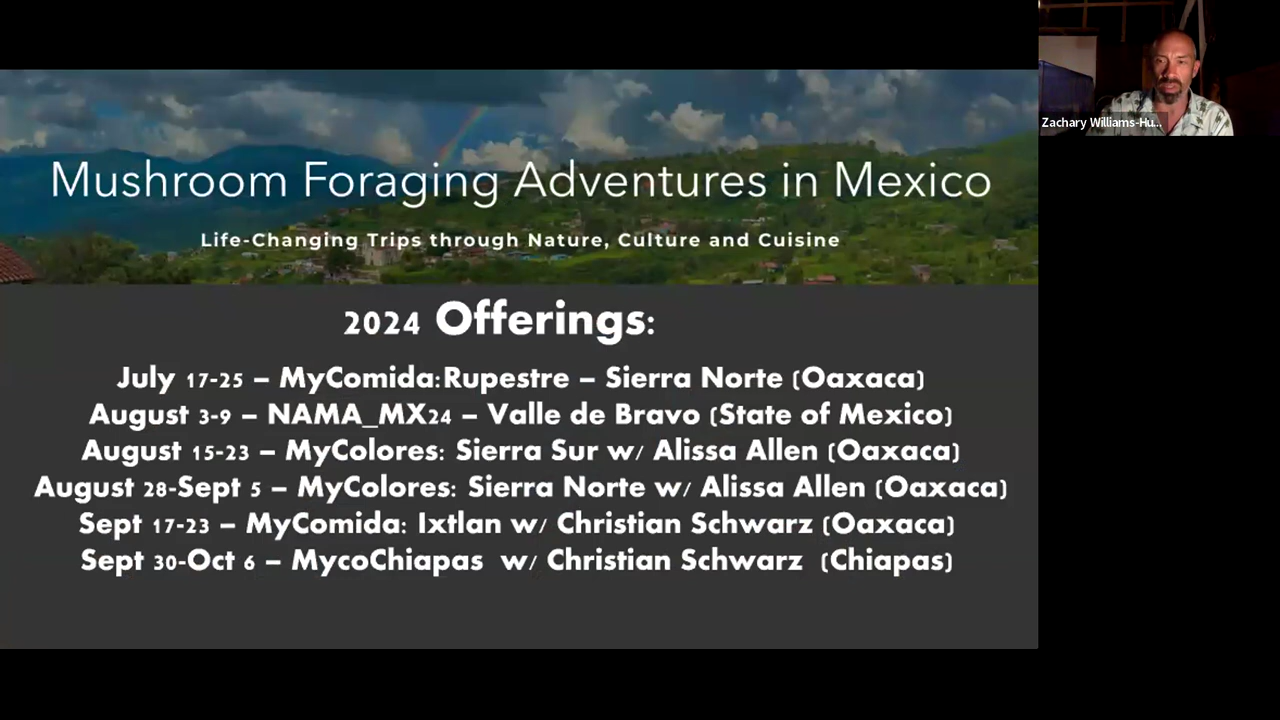 Mushroom Foraging Adventures in Mexico
Life-Changing Trips through Nature, Culture and Cuisine
2024 Offerings:
July 17-25 – MyComida:Rupestre – Sierra Norte (Oaxaca)
August 3-9 – NAMA_MX24 – Valle de Bravo (State of Mexico)
August 15-23 – MyColores: Sierra Sur w/ Alissa Allen (Oaxaca)
August 28-Sept 5 – MyColores: Sierra Norte w/ Alissa Allen (Oaxaca)
Sept 17-23 – MyComida: Ixtlan w/ Christian Schwarz (Oaxaca)
Sept 30-Oct 6 – MycoChiapas w/ Christian Schwarz (Chiapas)
Zachary Williams-Hu...